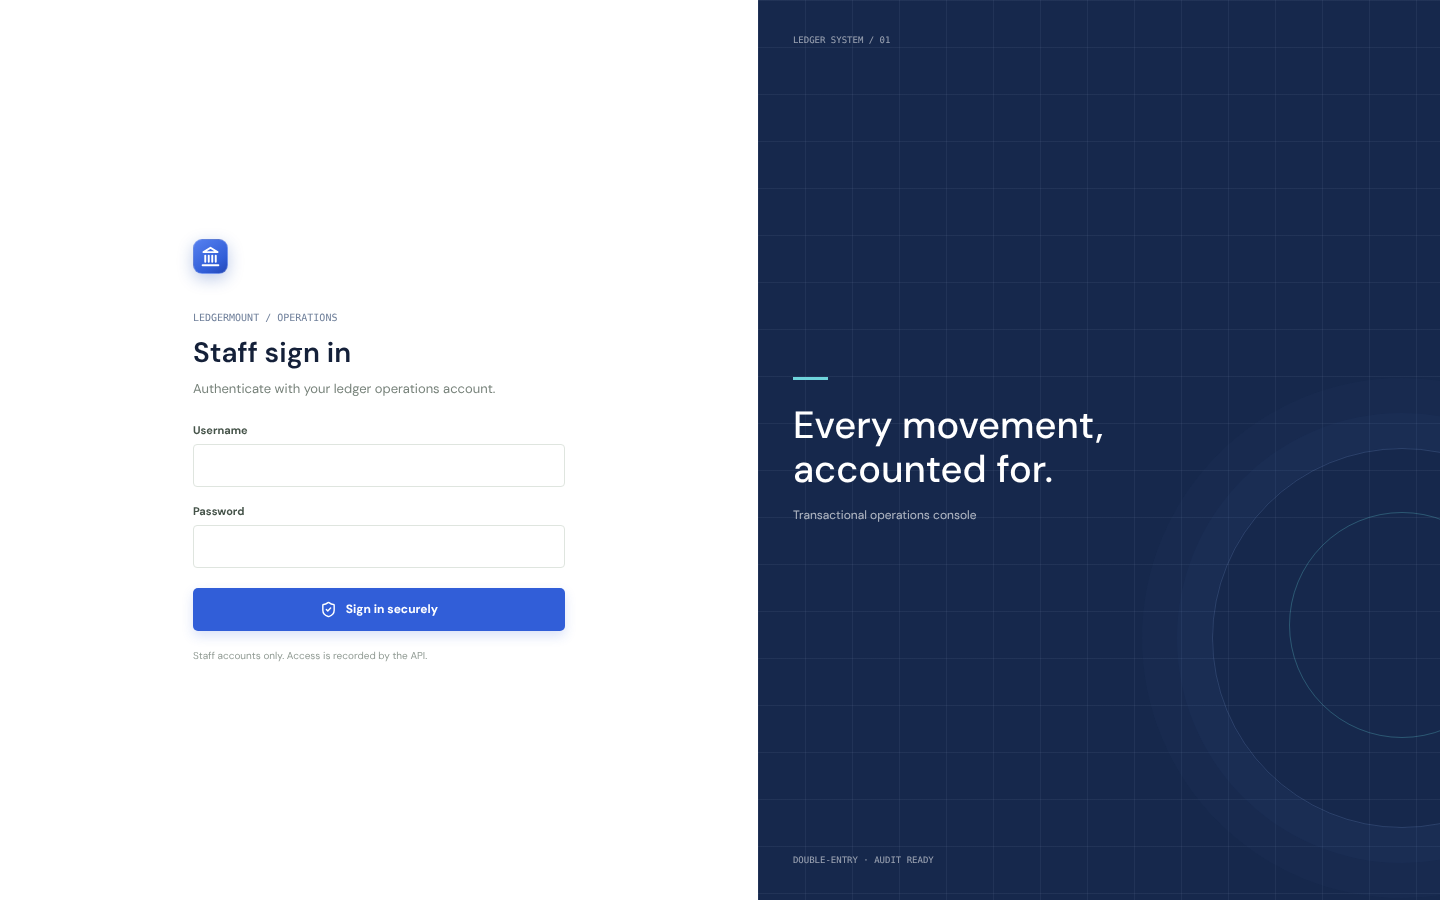 LEDGERMOUNT / OPERATIONS
Staff sign in
Authenticate with your ledger operations account.
Username
Password
Sign in securely
Staff accounts only. Access is recorded by the API.
LEDGER SYSTEM / 01
Every movement,
accounted for.
Transactional operations console
DOUBLE-ENTRY · AUDIT READY